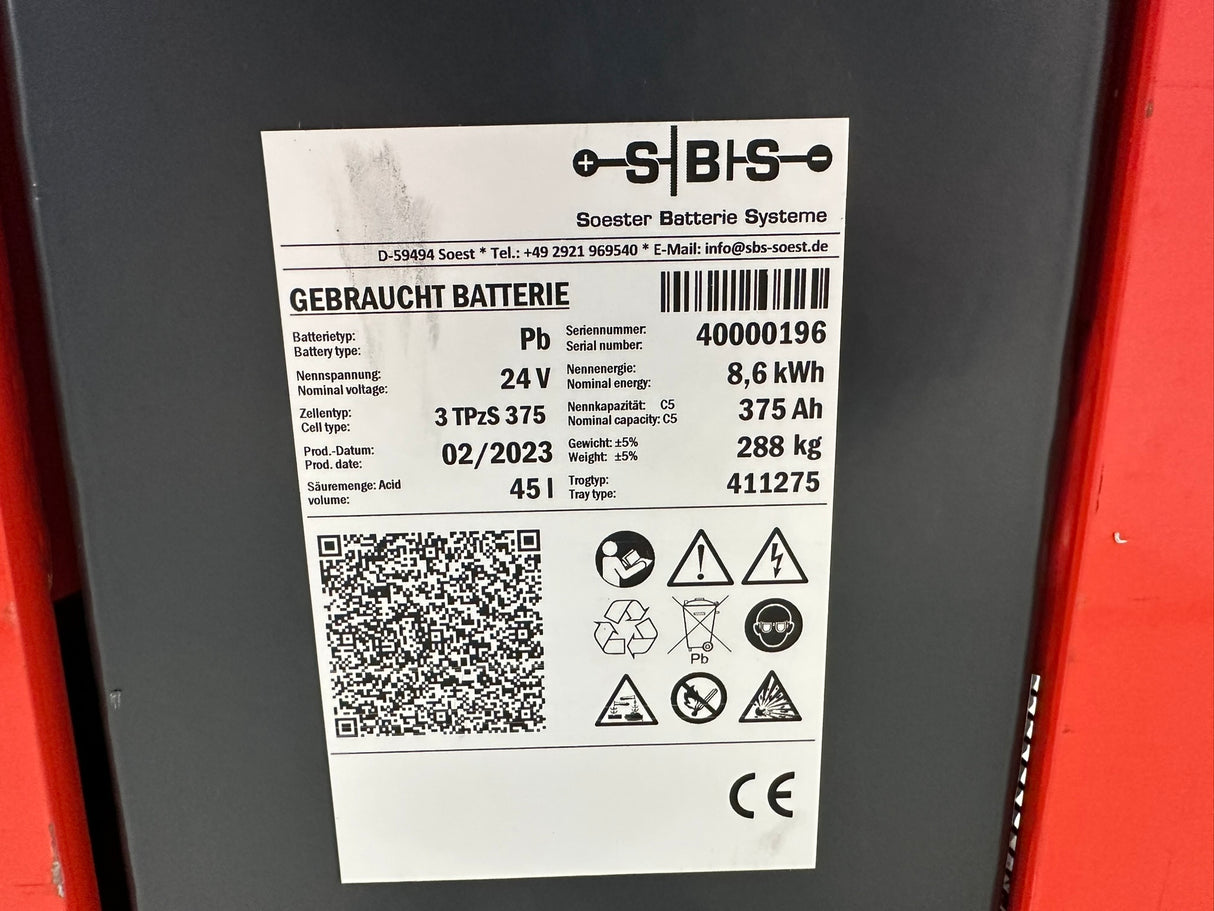 S|B|S
Soester Batterie Systeme
D-59494 Soest * Tel.: +49 2921 969540 * E-Mail: info@sbs-soest.de
GEBRAUCHT BATTERIE
Batterietyp: Pb
Battery type:
Seriennummer: 40000196
Serial number:
Nennspannung: 24 V
Nominal voltage:
Nennenergie: 8,6 kWh
Nominal energy:
Zellentyp: 3 TPzS 375
Cell type:
Nennkapazität: C5 375 Ah
Nominal capacity: C5
Prod.-Datum: 02/2023
Prod. date:
Gewicht: ±5% 288 kg
Weight: ±5%
Säuremenge: Acid 45 l
volume:
Trogtyp: 411275
Tray type:
Pb
CE